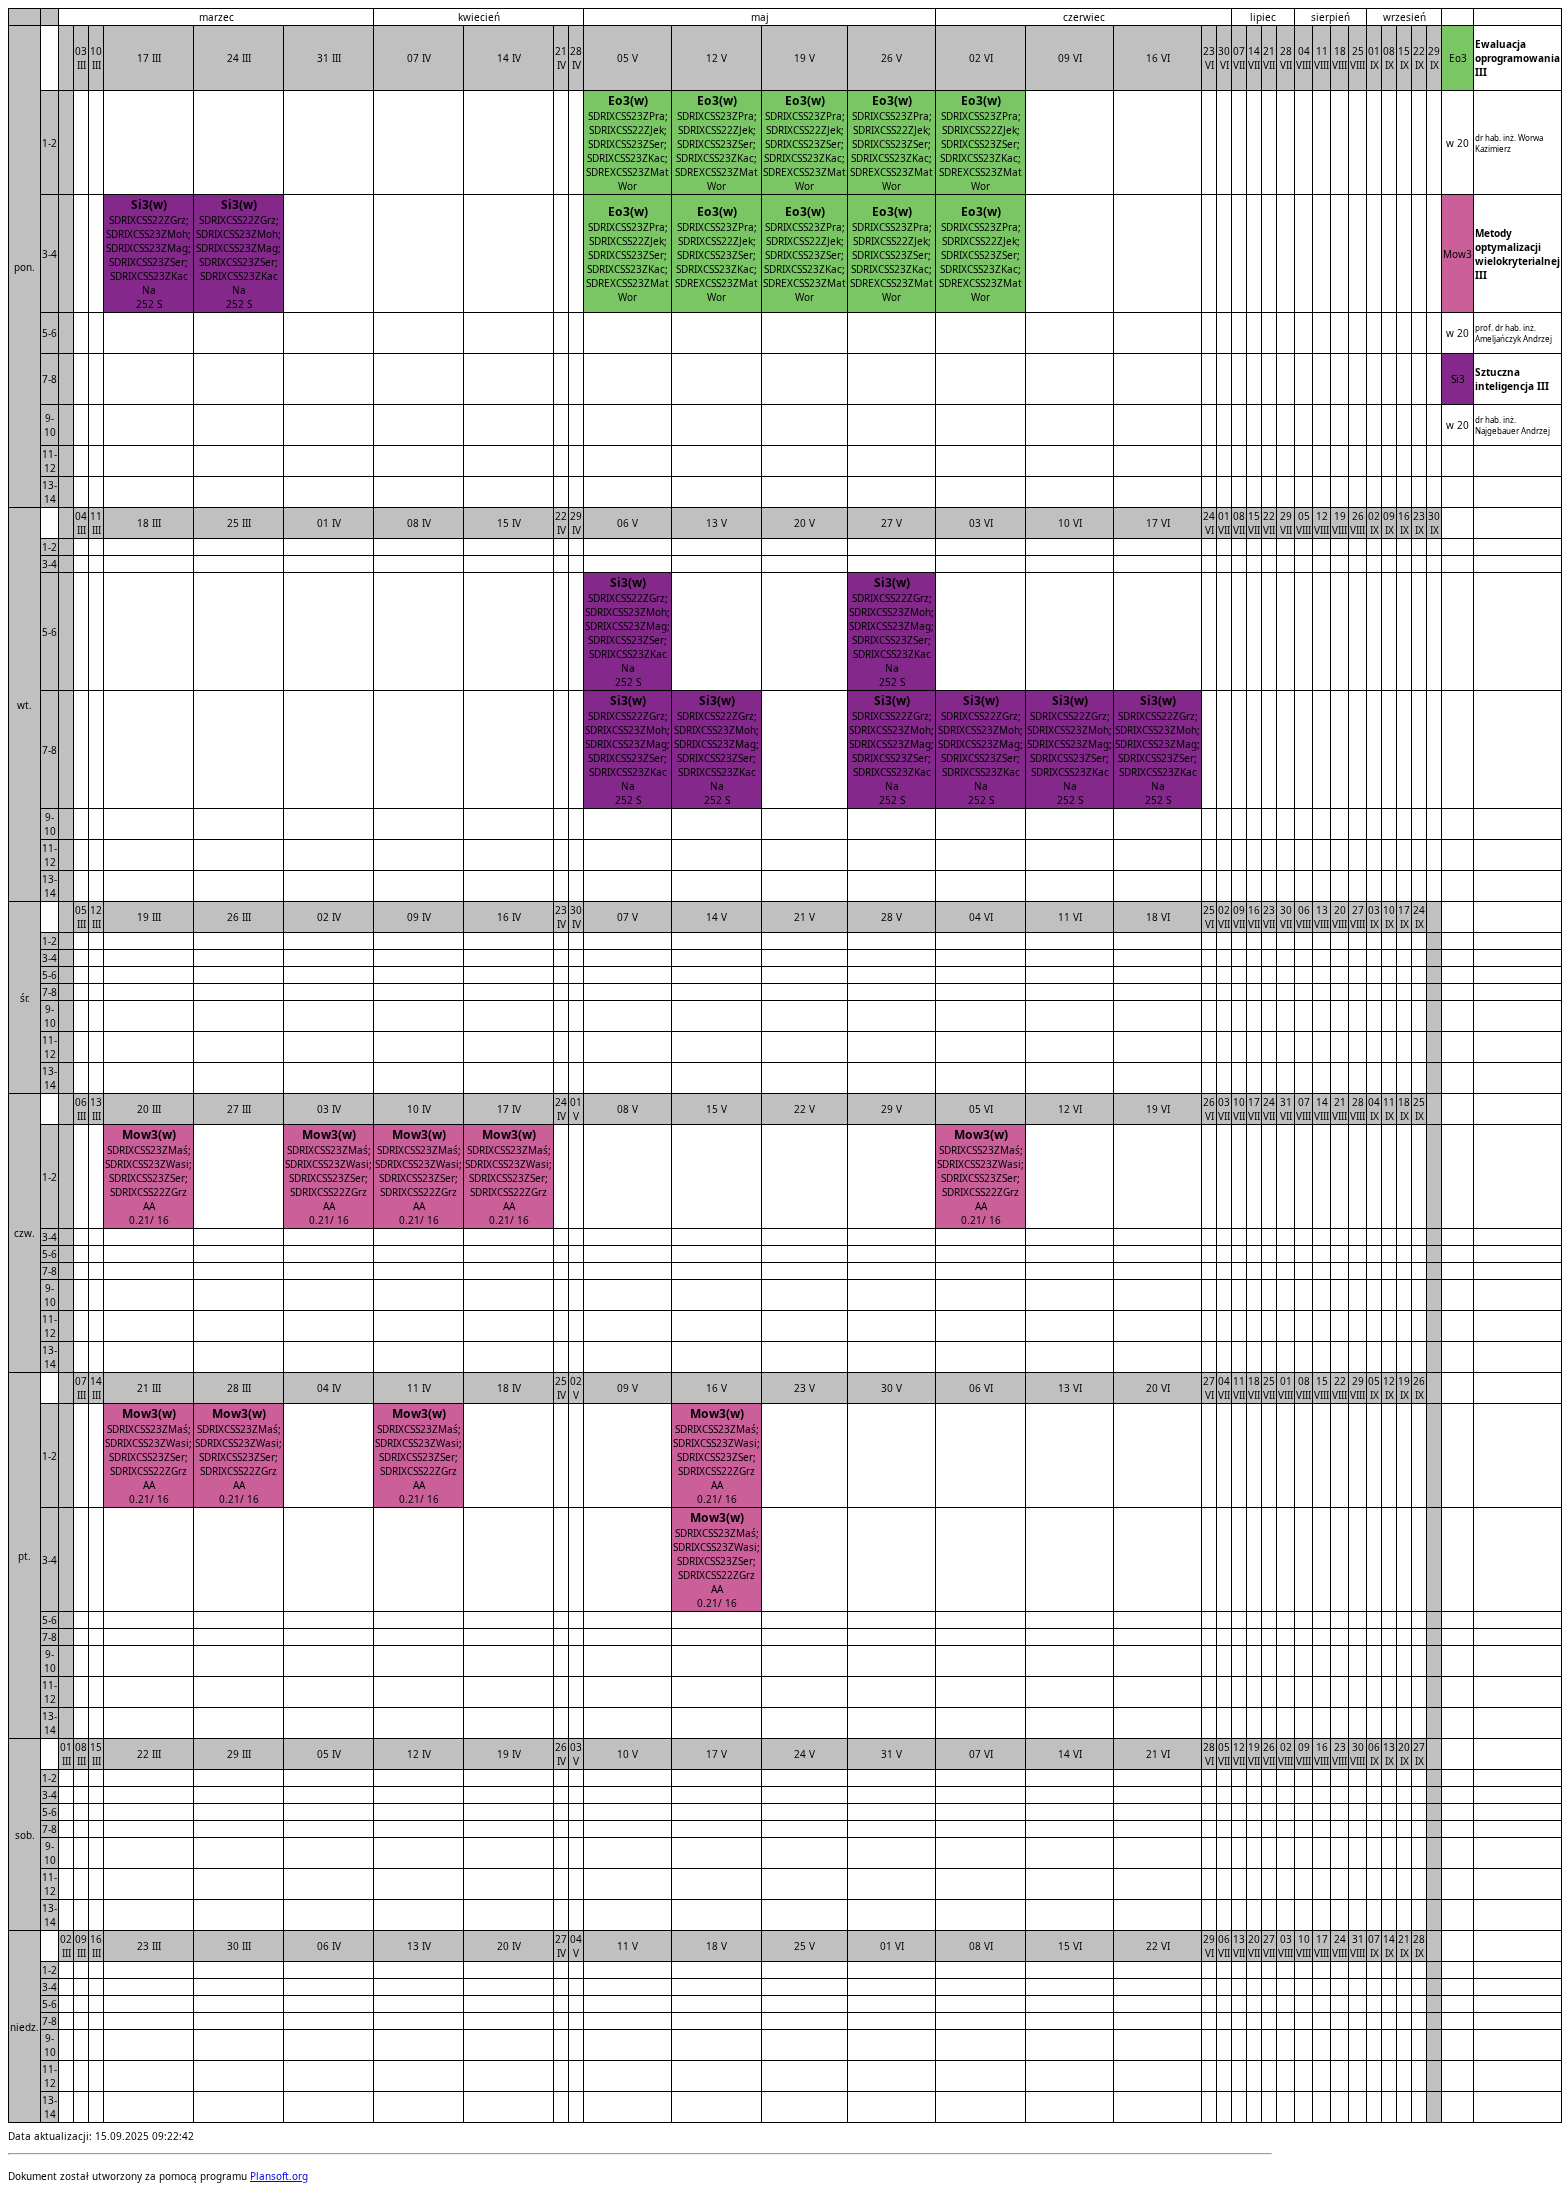 marzec kwiecień maj czerwiec lipiec sierpień wrzesień
pon. 03 III 10 III 17 III 24 III 31 III 07 IV 14 IV 21 IV 28 IV 05 V 12 V 19 V 26 V 02 VI 09 VI 16 VI 23 VI 30 VI 07 VII 14 VII 21 VII 28 VII 04 VIII 11 VIII 18 VIII 25 VIII 01 IX 08 IX 15 IX 22 IX 29 IX Eo3 Ewaluacja oprogramowania III
1-2 w 20 dr hab. inż. Worwa Kazimierz
Eo3(w) Eo3(w) Eo3(w) Eo3(w) Eo3(w)
SDRIXCSS23ZPra; SDRIXCSS23ZPra; SDRIXCSS23ZPra; SDRIXCSS23ZPra; SDRIXCSS23ZPra;
SDRIXCSS22ZJek; SDRIXCSS22ZJek; SDRIXCSS22ZJek; SDRIXCSS22ZJek; SDRIXCSS22ZJek;
SDRIXCSS23ZSer; SDRIXCSS23ZSer; SDRIXCSS23ZSer; SDRIXCSS23ZSer; SDRIXCSS23ZSer;
SDRIXCSS23ZKac; SDRIXCSS23ZKac; SDRIXCSS23ZKac; SDRIXCSS23ZKac; SDRIXCSS23ZKac;
SDREXCSS23ZMat SDREXCSS23ZMat SDREXCSS23ZMat SDREXCSS23ZMat SDREXCSS23ZMat
Wor Wor Wor Wor Wor
3-4 Mow3 Metody optymalizacji wielokryterialnej III
Si3(w) Si3(w) Eo3(w) Eo3(w) Eo3(w) Eo3(w) Eo3(w)
SDRIXCSS22ZGrz; SDRIXCSS22ZGrz; SDRIXCSS23ZPra; SDRIXCSS23ZPra; SDRIXCSS23ZPra; SDRIXCSS23ZPra; SDRIXCSS23ZPra;
SDRIXCSS23ZMoh; SDRIXCSS23ZMoh; SDRIXCSS22ZJek; SDRIXCSS22ZJek; SDRIXCSS22ZJek; SDRIXCSS22ZJek; SDRIXCSS22ZJek;
SDRIXCSS23ZMag; SDRIXCSS23ZMag; SDRIXCSS23ZSer; SDRIXCSS23ZSer; SDRIXCSS23ZSer; SDRIXCSS23ZSer; SDRIXCSS23ZSer;
SDRIXCSS23ZSer; SDRIXCSS23ZSer; SDRIXCSS23ZKac; SDRIXCSS23ZKac; SDRIXCSS23ZKac; SDRIXCSS23ZKac; SDRIXCSS23ZKac;
SDRIXCSS23ZKac SDRIXCSS23ZKac SDREXCSS23ZMat SDREXCSS23ZMat SDREXCSS23ZMat SDREXCSS23ZMat SDREXCSS23ZMat
Na Na Wor Wor Wor Wor Wor
252 S 252 S
5-6 w 20 prof. dr hab. inż. Ameljańczyk Andrzej
7-8 Si3 Sztuczna inteligencja III
9-10 w 20 dr hab. inż. Najgebauer Andrzej
11-12
13-14
wt. 04 III 11 III 18 III 25 III 01 IV 08 IV 15 IV 22 IV 29 IV 06 V 13 V 20 V 27 V 03 VI 10 VI 17 VI 24 VI 01 VII 08 VII 15 VII 22 VII 29 VII 05 VIII 12 VIII 19 VIII 26 VIII 02 IX 09 IX 16 IX 23 IX 30 IX
1-2
3-4
5-6
Si3(w) Si3(w)
SDRIXCSS22ZGrz; SDRIXCSS22ZGrz;
SDRIXCSS23ZMoh; SDRIXCSS23ZMoh;
SDRIXCSS23ZMag; SDRIXCSS23ZMag;
SDRIXCSS23ZSer; SDRIXCSS23ZSer;
SDRIXCSS23ZKac SDRIXCSS23ZKac
Na Na
252 S 252 S
7-8
Si3(w) Si3(w) Si3(w) Si3(w) Si3(w) Si3(w)
SDRIXCSS22ZGrz; SDRIXCSS22ZGrz; SDRIXCSS22ZGrz; SDRIXCSS22ZGrz; SDRIXCSS22ZGrz; SDRIXCSS22ZGrz;
SDRIXCSS23ZMoh; SDRIXCSS23ZMoh; SDRIXCSS23ZMoh; SDRIXCSS23ZMoh; SDRIXCSS23ZMoh; SDRIXCSS23ZMoh;
SDRIXCSS23ZMag; SDRIXCSS23ZMag; SDRIXCSS23ZMag; SDRIXCSS23ZMag; SDRIXCSS23ZMag; SDRIXCSS23ZMag;
SDRIXCSS23ZSer; SDRIXCSS23ZSer; SDRIXCSS23ZSer; SDRIXCSS23ZSer; SDRIXCSS23ZSer; SDRIXCSS23ZSer;
SDRIXCSS23ZKac SDRIXCSS23ZKac SDRIXCSS23ZKac SDRIXCSS23ZKac SDRIXCSS23ZKac SDRIXCSS23ZKac
Na Na Na Na Na Na
252 S 252 S 252 S 252 S 252 S 252 S
9-10
11-12
13-14
śr. 05 III 12 III 19 III 26 III 02 IV 09 IV 16 IV 23 IV 30 IV 07 V 14 V 21 V 28 V 04 VI 11 VI 18 VI 25 VI 02 VII 09 VII 16 VII 23 VII 30 VII 06 VIII 13 VIII 20 VIII 27 VIII 03 IX 10 IX 17 IX 24 IX
1-2
3-4
5-6
7-8
9-10
11-12
13-14
czw. 06 III 13 III 20 III 27 III 03 IV 10 IV 17 IV 24 IV 01 V 08 V 15 V 22 V 29 V 05 VI 12 VI 19 VI 26 VI 03 VII 10 VII 17 VII 24 VII 31 VII 07 VIII 14 VIII 21 VIII 28 VIII 04 IX 11 IX 18 IX 25 IX
1-2
Mow3(w) Mow3(w) Mow3(w) Mow3(w) Mow3(w)
SDRIXCSS23ZMaś; SDRIXCSS23ZMaś; SDRIXCSS23ZMaś; SDRIXCSS23ZMaś; SDRIXCSS23ZMaś;
SDRIXCSS23ZWasi; SDRIXCSS23ZWasi; SDRIXCSS23ZWasi; SDRIXCSS23ZWasi; SDRIXCSS23ZWasi;
SDRIXCSS23ZSer; SDRIXCSS23ZSer; SDRIXCSS23ZSer; SDRIXCSS23ZSer; SDRIXCSS23ZSer;
SDRIXCSS22ZGrz SDRIXCSS22ZGrz SDRIXCSS22ZGrz SDRIXCSS22ZGrz SDRIXCSS22ZGrz
AA AA AA AA AA
0.21/ 16 0.21/ 16 0.21/ 16 0.21/ 16 0.21/ 16
3-4
5-6
7-8
9-10
11-12
13-14
pt. 07 III 14 III 21 III 28 III 04 IV 11 IV 18 IV 25 IV 02 V 09 V 16 V 23 V 30 V 06 VI 13 VI 20 VI 27 VI 04 VII 11 VII 18 VII 25 VII 01 VIII 08 VIII 15 VIII 22 VIII 29 VIII 05 IX 12 IX 19 IX 26 IX
1-2
Mow3(w) Mow3(w) Mow3(w) Mow3(w)
SDRIXCSS23ZMaś; SDRIXCSS23ZMaś; SDRIXCSS23ZMaś; SDRIXCSS23ZMaś;
SDRIXCSS23ZWasi; SDRIXCSS23ZWasi; SDRIXCSS23ZWasi; SDRIXCSS23ZWasi;
SDRIXCSS23ZSer; SDRIXCSS23ZSer; SDRIXCSS23ZSer; SDRIXCSS23ZSer;
SDRIXCSS22ZGrz SDRIXCSS22ZGrz SDRIXCSS22ZGrz SDRIXCSS22ZGrz
AA AA AA AA
0.21/ 16 0.21/ 16 0.21/ 16 0.21/ 16
3-4
Mow3(w)
SDRIXCSS23ZMaś;
SDRIXCSS23ZWasi;
SDRIXCSS23ZSer;
SDRIXCSS22ZGrz
AA
0.21/ 16
5-6
7-8
9-10
11-12
13-14
sob. 01 III 08 III 15 III 22 III 29 III 05 IV 12 IV 19 IV 26 IV 03 V 10 V 17 V 24 V 31 V 07 VI 14 VI 21 VI 28 VI 05 VII 12 VII 19 VII 26 VII 02 VIII 09 VIII 16 VIII 23 VIII 30 VIII 06 IX 13 IX 20 IX 27 IX
1-2
3-4
5-6
7-8
9-10
11-12
13-14
niedz. 02 III 09 III 16 III 23 III 30 III 06 IV 13 IV 20 IV 27 IV 04 V 11 V 18 V 25 V 01 VI 08 VI 15 VI 22 VI 29 VI 06 VII 13 VII 20 VII 27 VII 03 VIII 10 VIII 17 VIII 24 VIII 31 VIII 07 IX 14 IX 21 IX 28 IX
1-2
3-4
5-6
7-8
9-10
11-12
13-14
Data aktualizacji: 15.09.2025 09:22:42
Dokument został utworzony za pomocą programu Plansoft.org